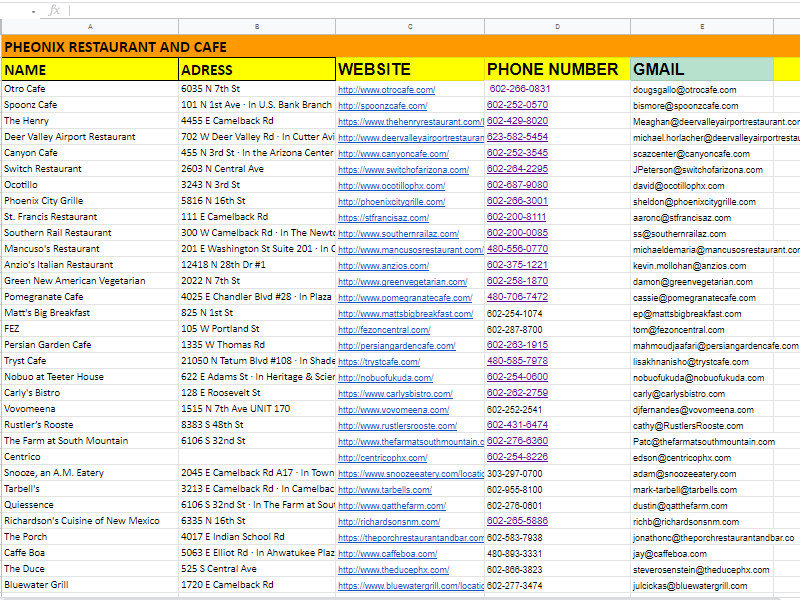 fx
A B C D E
PHEONIX RESTAURANT AND CAFE
NAME ADRESS WEBSITE PHONE NUMBER GMAIL
Otro Cafe 6035 N 7th St http://www.otrocafe.com/ 602-266-0831 dougsgallo@otrocafe.com
Spoonz Cafe 101 N 1st Ave · In U.S. Bank Branch http://spoonzcafe.com/ 602-252-0570 bismore@spoonzcafe.com
The Henry 4455 E Camelback Rd https://www.thehenryrestaurant.com/ 602-429-8020 Meaghan@deervalleyairportrestaurant.com
Deer Valley Airport Restaurant 702 W Deer Valley Rd · In Cutter Avi http://www.deervalleyairportrestauran 623-582-5454 michael.horlacher@deervalleyairportrestau
Canyon Cafe 455 N 3rd St · In the Arizona Center http://www.canyoncafe.com/ 602-252-3545 scazcenter@canyoncafe.com
Switch Restaurant 2603 N Central Ave https://www.switchofarizona.com/ 602-264-2295 JPeterson@switchofarizona.com
Ocotillo 3243 N 3rd St http://www.ocotillophx.com/ 602-687-9080 david@ocotillophx.com
Phoenix City Grille 5816 N 16th St http://phoenixcitygrille.com/ 602-266-3001 sheldon@phoenixcitygrille.com
St. Francis Restaurant 111 E Camelback Rd https://stfrancisaz.com/ 602-200-8111 aaronc@stfrancisaz.com
Southern Rail Restaurant 300 W Camelback Rd · In The Newto http://www.southernrailaz.com/ 602-200-0085 ss@southernrailaz.com
Mancuso's Restaurant 201 E Washington St Suite 201 · In C http://www.mancusosrestaurant.com/ 480-556-0770 michaeldemaria@mancusosrestaurant.com
Anzio's Italian Restaurant 12418 N 28th Dr #1 http://www.anzios.com/ 602-375-1221 kevin.mollohan@anzios.com
Green New American Vegetarian 2022 N 7th St http://www.greenvegetarian.com/ 602-258-1870 damon@greenvegetarian.com
Pomegranate Cafe 4025 E Chandler Blvd #28 · In Plaza http://www.pomegranatecafe.com/ 480-706-7472 cassie@pomegranatecafe.com
Matt's Big Breakfast 825 N 1st St http://www.mattsbigbreakfast.com/ 602-254-1074 ep@mattsbigbreakfast.com
FEZ 105 W Portland St http://fezoncentral.com/ 602-287-8700 tom@fezoncentral.com
Persian Garden Cafe 1335 W Thomas Rd http://persiangardencafe.com/ 602-263-1915 mahmoudjaafari@persiangardencafe.com
Tryst Cafe 21050 N Tatum Blvd #108 · In Shade https://trystcafe.com/ 480-585-7978 lisakhnanisho@trystcafe.com
Nobuo at Teeter House 622 E Adams St · In Heritage & Scien http://nobuofukuda.com/ 602-254-0600 nobuofukuda@nobuofukuda.com
Carly's Bistro 128 E Roosevelt St https://www.carlysbistro.com/ 602-262-2759 carly@carlysbistro.com
Vovomeena 1515 N 7th Ave UNIT 170 http://www.vovomeena.com/ 602-252-2541 djfernandes@vovomeena.com
Rustler's Rooste 8383 S 48th St http://www.rustlersrooste.com/ 602-431-6474 cathy@RustlersRooste.com
The Farm at South Mountain 6106 S 32nd St http://www.thefarmatsouthmountain.c 602-276-6360 Patc@thefarmatsouthmountain.com
Centrico http://centricophx.com/ 602-254-8226 edson@centricophx.com
Snooze, an A.M. Eatery 2045 E Camelback Rd A17 · In Town https://www.snoozeeatery.com/locatic 303-297-0700 adam@snoozeeatery.com
Tarbell's 3213 E Camelback Rd · In Camelbac http://www.tarbells.com/ 602-955-8100 mark-tarbell@tarbells.com
Quiessence 6106 S 32nd St · In The Farm at Sout http://www.qatthefarm.com/ 602-276-0601 dustin@qatthefarm.com
Richardson's Cuisine of New Mexico 6335 N 16th St http://richardsonsnm.com/ 602-265-5886 richb@richardsonsnm.com
The Porch 4017 E Indian School Rd https://theporchrestaurantandbar.com 602-583-7938 jonathonc@theporchrestaurantandbar.co
Caffe Boa 5063 E Elliot Rd · In Ahwatukee Plaz http://www.caffeboa.com/ 480-893-3331 jay@caffeboa.com
The Duce 525 S Central Ave http://www.theducephx.com/ 602-866-3823 steverosenstein@theducephx.com
Bluewater Grill 1720 E Camelback Rd https://www.bluewatergrill.com/locatic 602-277-3474 julcickas@bluewatergrill.com